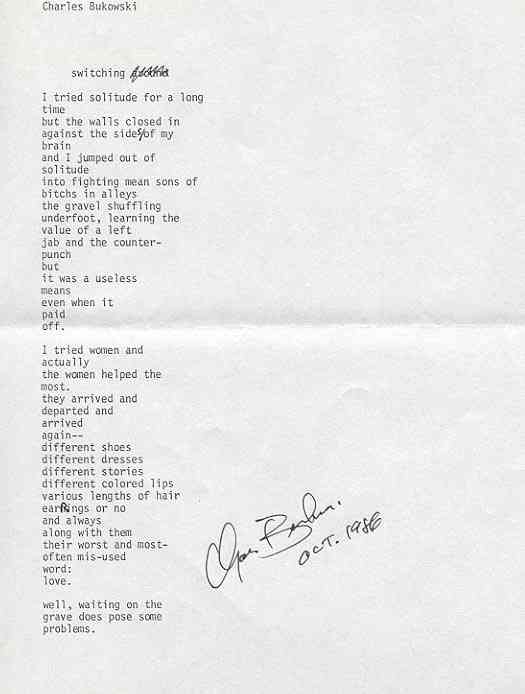 Charles Bukowski
switching
I tried solitude for a long
time
but the walls closed in
against the sides of my
brain
and I jumped out of
solitude
into fighting mean sons of
bitchs in alleys
the gravel shuffling
underfoot, learning the
value of a left
jab and the counter-
punch
but
it was a useless
means
even when it
paid
off.
I tried women and
actually
the women helped the
most.
they arrived and
departed and
arrived
again--
different shoes
different dresses
different stories
different colored lips
various lengths of hair
earRings or no
and always
along with them
their worst and most-
often mis-used
word:
love.
well, waiting on the
grave does pose some
problems.
OCT. 1986